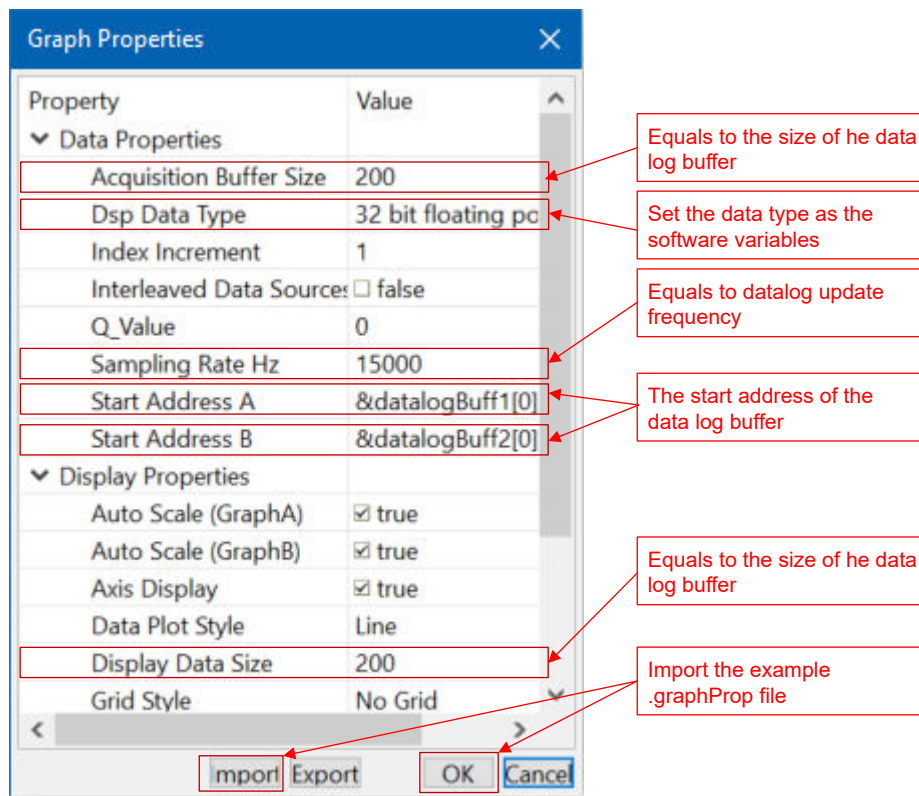 Graph Properties
Property Value
Data Properties
Acquisition Buffer Size 200
Equals to the size of he data
log buffer
Dsp Data Type 32 bit floating po
Set the data type as the
software variables
Index Increment 1
Interleaved Data Sources false
Equals to datalog update
frequency
Q_Value 0
Sampling Rate Hz 15000
Start Address A &datalogBuff1[0]
The start address of the
data log buffer
Start Address B &datalogBuff2[0]
Display Properties
Auto Scale (GraphA) true
Auto Scale (GraphB) true
Equals to the size of he data
log buffer
Axis Display true
Data Plot Style Line
Display Data Size 200
Import the example
.graphProp file
Grid Style No Grid
Import Export OK Cancel